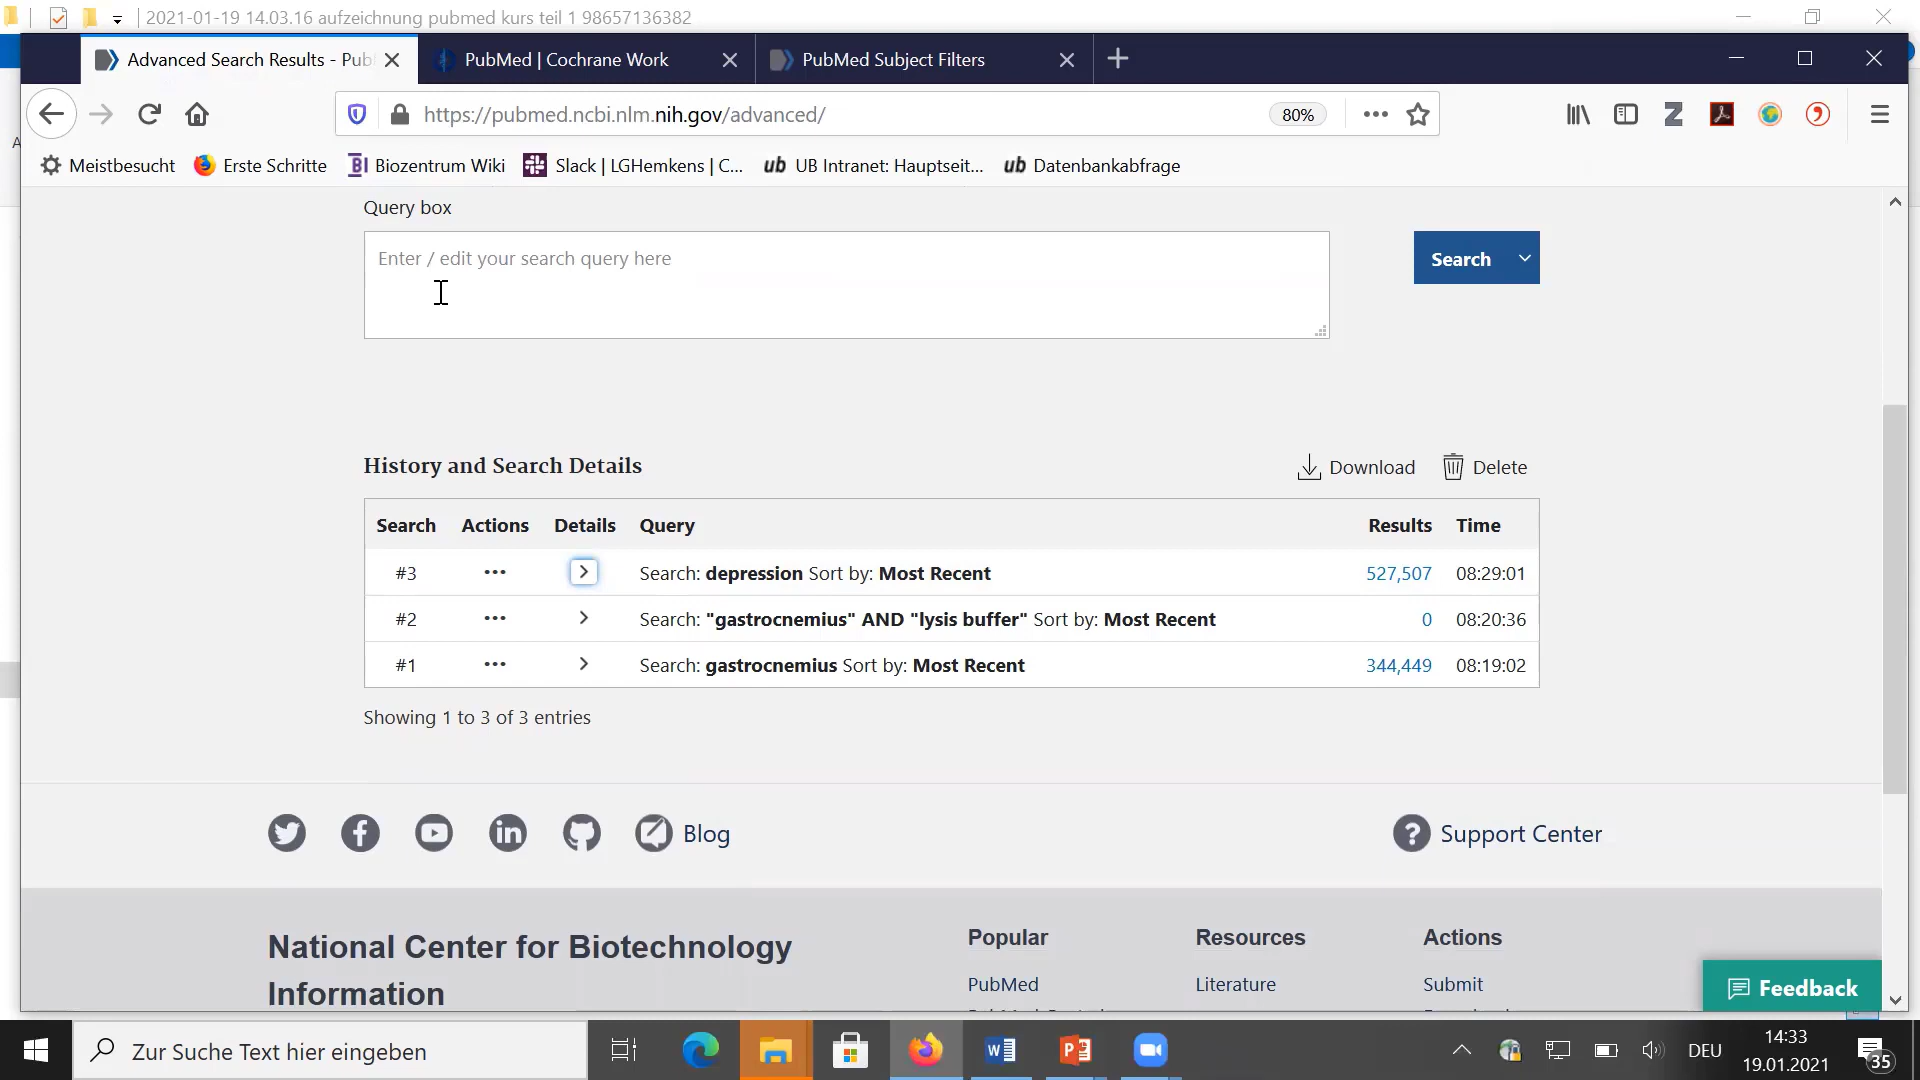 2021-01-19 14.03.16 aufzeichnung pubmed kurs teil 1 98657136382
Advanced Search Results - Pub
PubMed | Cochrane Work
PubMed Subject Filters
https://pubmed.ncbi.nlm.nih.gov/advanced/
80%
Meistbesucht
Erste Schritte
BI Biozentrum Wiki
Slack | LGHemkens | C...
ub UB Intranet: Hauptseit...
ub Datenbankabfrage
Query box
Enter / edit your search query here
Search
History and Search Details
Download
Delete
Search Actions Details Query Results Time
#3 ••• > Search: depression Sort by: Most Recent 527,507 08:29:01
#2 ••• > Search: "gastrocnemius" AND "lysis buffer" Sort by: Most Recent 0 08:20:36
#1 ••• > Search: gastrocnemius Sort by: Most Recent 344,449 08:19:02
Showing 1 to 3 of 3 entries
Blog
Support Center
National Center for Biotechnology
Information
Popular
Resources
Actions
PubMed
Literature
Submit
Feedback
Zur Suche Text hier eingeben
DEU
14:33
19.01.2021
35